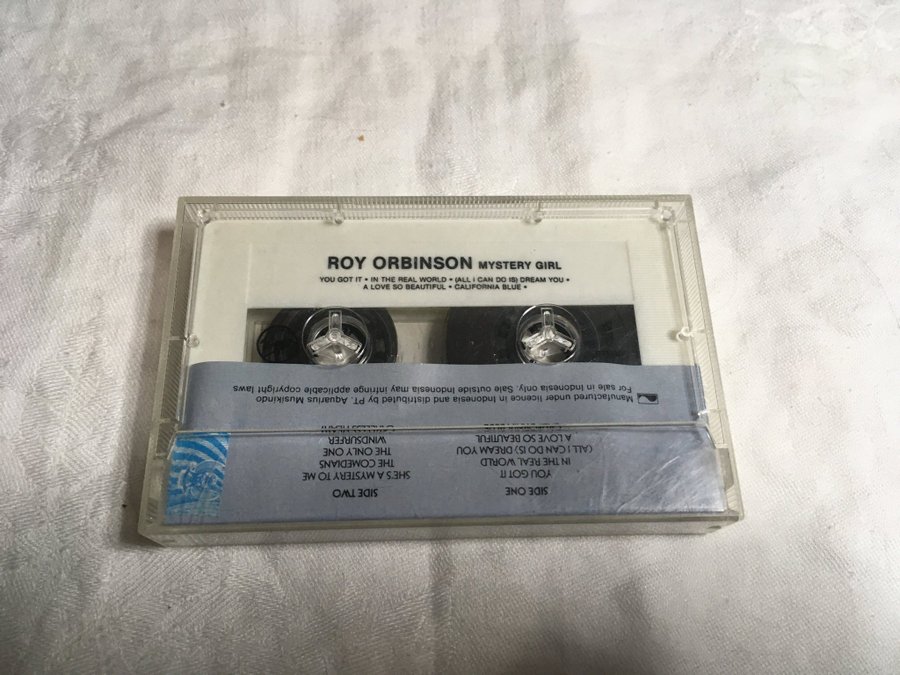 ROY ORBINSON MYSTERY GIRL
YOU GOT IT • IN THE REAL WORLD • (ALL I CAN DO IS) DREAM YOU •
A LOVE SO BEAUTIFUL • CALIFORNIA BLUE •
Manufactured under licence in Indonesia and distributed by PT. Aquarius Musikindo
For sale in Indonesia only. Sale outside Indonesia may infringe applicable copyright laws
SIDE ONE
YOU GOT IT
IN THE REAL WORLD
(ALL I CAN DO IS) DREAM YOU
A LOVE SO BEAUTIFUL
SIDE TWO
SHE'S A MYSTERY TO ME
THE COMEDIANS
THE ONLY ONE
WINDSURFER